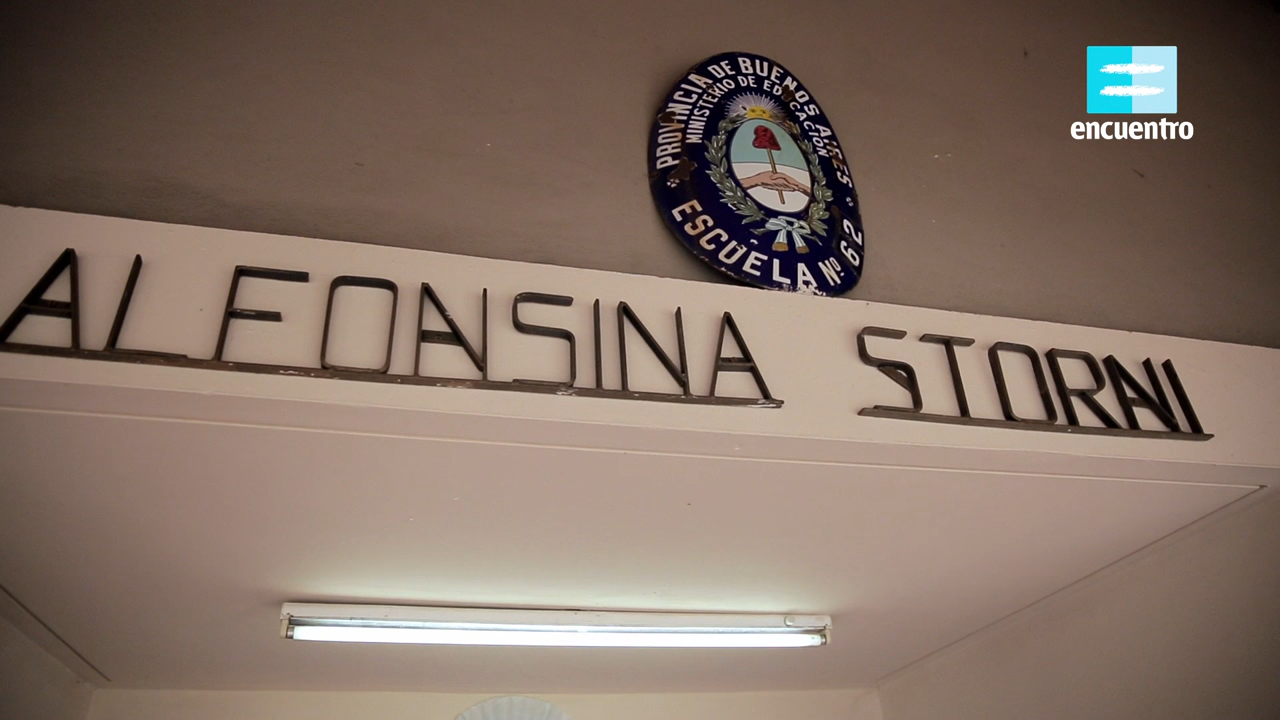 encuentro
PROVINCIA DE BUENOS AIRES
MINISTERIO DE EDUCACIÓN
ESCUELA Nº 62
ALFONSINA STORNI